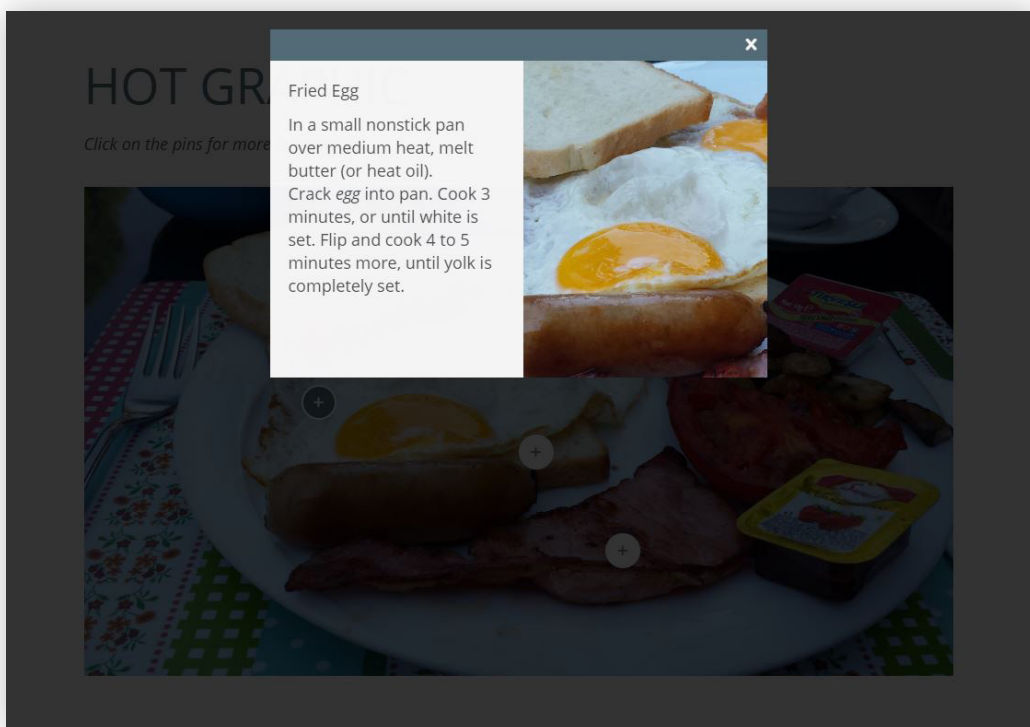 HOT GR
Click on the pins for more
Fried Egg
In a small nonstick pan
over medium heat, melt
butter (or heat oil).
Crack egg into pan. Cook 3
minutes, or until white is
set. Flip and cook 4 to 5
minutes more, until yolk is
completely set.